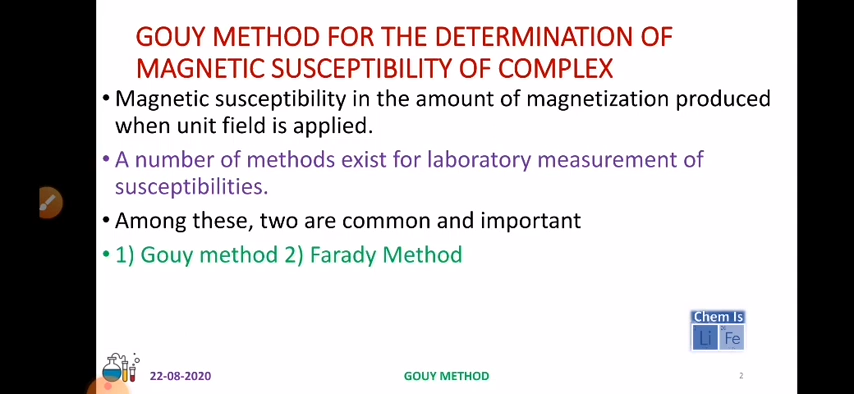 GOUY METHOD FOR THE DETERMINATION OF
MAGNETIC SUSCEPTIBILITY OF COMPLEX
• Magnetic susceptibility in the amount of magnetization produced
when unit field is applied.
• A number of methods exist for laboratory measurement of
susceptibilities.
• Among these, two are common and important
• 1) Gouy method 2) Farady Method
Chem Is
Li Fe
22-08-2020
GOUY METHOD
2